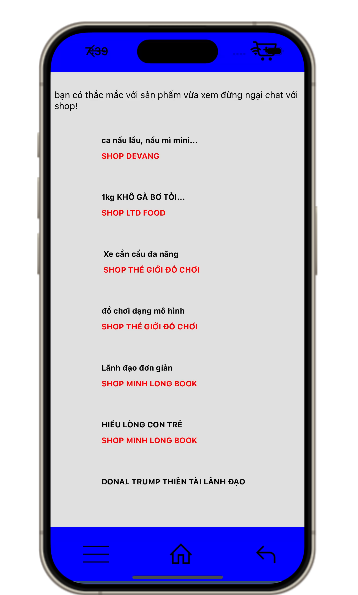 bạn có thắc mắc với sản phẩm vừa xem đừng ngại chat với
shop!
ca nấu lẩu, nấu mì mini...
SHOP DEVANG
1kg KHÔ GÀ BƠ TỎI...
SHOP LTD FOOD
Xe cần cẩu đa năng
SHOP THẾ GIỚI ĐỒ CHƠI
đồ chơi dạng mô hình
SHOP THẾ GIỚI ĐỒ CHƠI
Lãnh đạo đơn giản
SHOP MINH LONG BOOK
HIỂU LÒNG CON TRẺ
SHOP MINH LONG BOOK
DONAL TRUMP THIÊN TÀI LÃNH ĐẠO